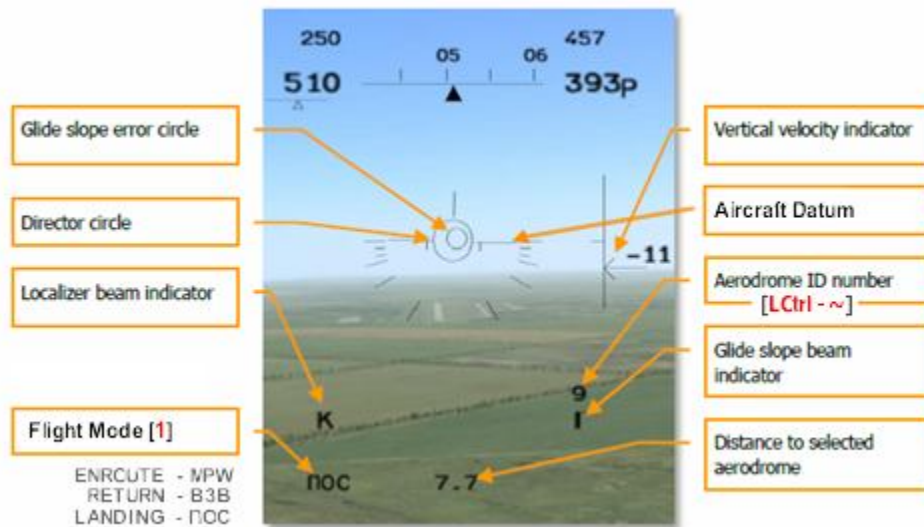 250
457
05
06
510
393p
Glide slope error circle
Vertical velocity indicator
Director circle
Aircraft Datum
-11
Localizer beam indicator
Aerodrome ID number
[LCtrl - ~]
Glide slope beam
indicator
9
K
I
Flight Mode [1]
Distance to selected
aerodrome
ПОС
7.7
ENROUTE - МРW
RETURN - ВЗВ
LANDING - ПОС